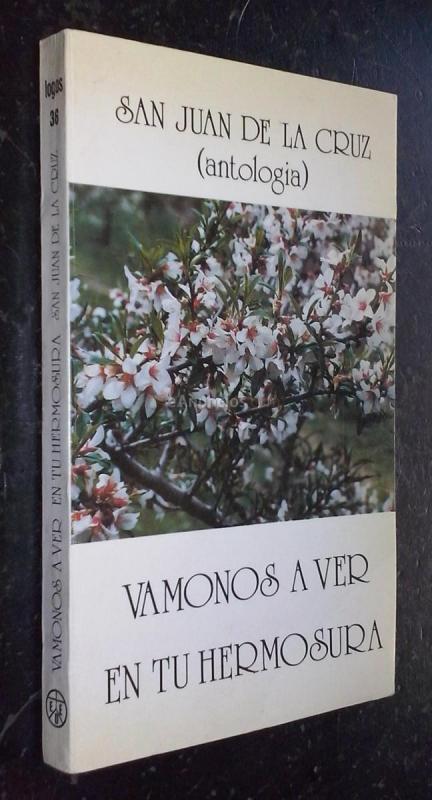 SAN JUAN DE LA CRUZ
(antologia)
VAMONOS A VER
EN TU HERMOSURA
logos
36
VAMONOS A VER EN TU HERMOSURA SAN JUAN DE LA CRUZ